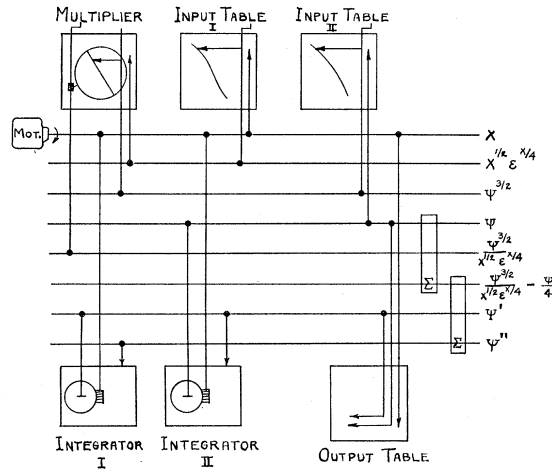 MULTIPLIER
INPUT TABLE
I
INPUT TABLE
II
MOT.
x
x^{1/2} ε^{x/4}
ψ^{3/2}
ψ
ψ^{3/2}
x^{1/2} ε^{x/4}
Σ
ψ^{3/2}
x^{1/2} ε^{x/4}
- ψ
4
ψ'
Σ
ψ"
INTEGRATOR
I
INTEGRATOR
II
OUTPUT TABLE